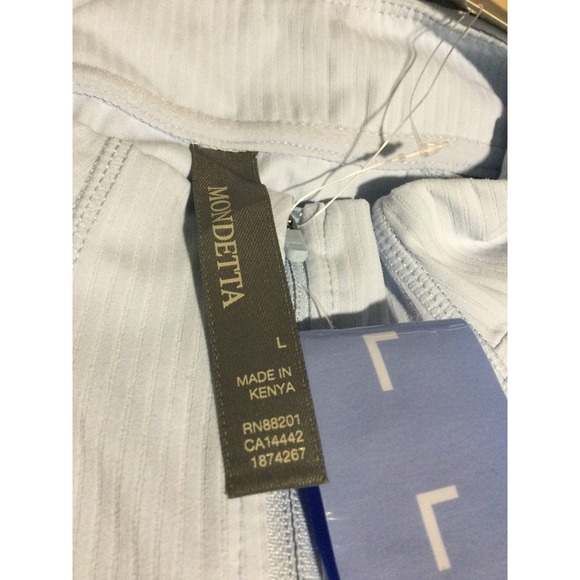 MONDETTA
L
MADE IN
KENYA
RN88201
CA14442
1874267
L
L